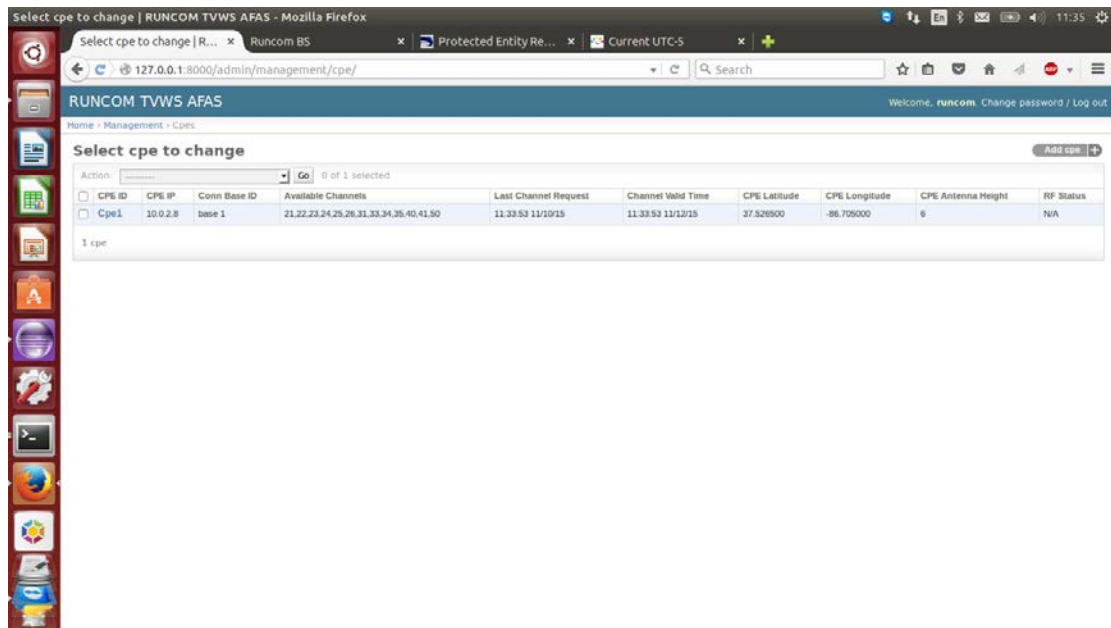 Select cpe to change | RUNCOM TVWS AFAS - Mozilla Firefox En 11:35
Select cpe to change | R... × Runcom BS × Protected Entity Re... × Current UTC-5 ×
127.0.0.1:8000/admin/management/cpe/ Search ABP
RUNCOM TVWS AFAS Welcome, runcom. Change password / Log out
Home › Management › Cpes
Select cpe to change Add cpe +
Action: --------- Go 0 of 1 selected
CPE ID CPE IP Conn Base ID Available Channels Last Channel Request Channel Valid Time CPE Latitude CPE Longitude CPE Antenna Height RF Status
Cpe1 10.0.2.8 base 1 21,22,23,24,25,26,31,33,34,35,40,41,50 11:33:53 11/10/15 11:33:53 11/12/15 37.526500 -86.705000 6 N/A
1 cpe